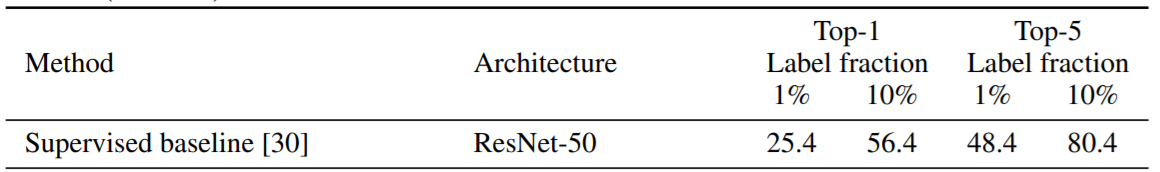 Top-1 Top-5
Method Architecture Label fraction Label fraction
1% 10% 1% 10%
Supervised baseline [30] ResNet-50 25.4 56.4 48.4 80.4